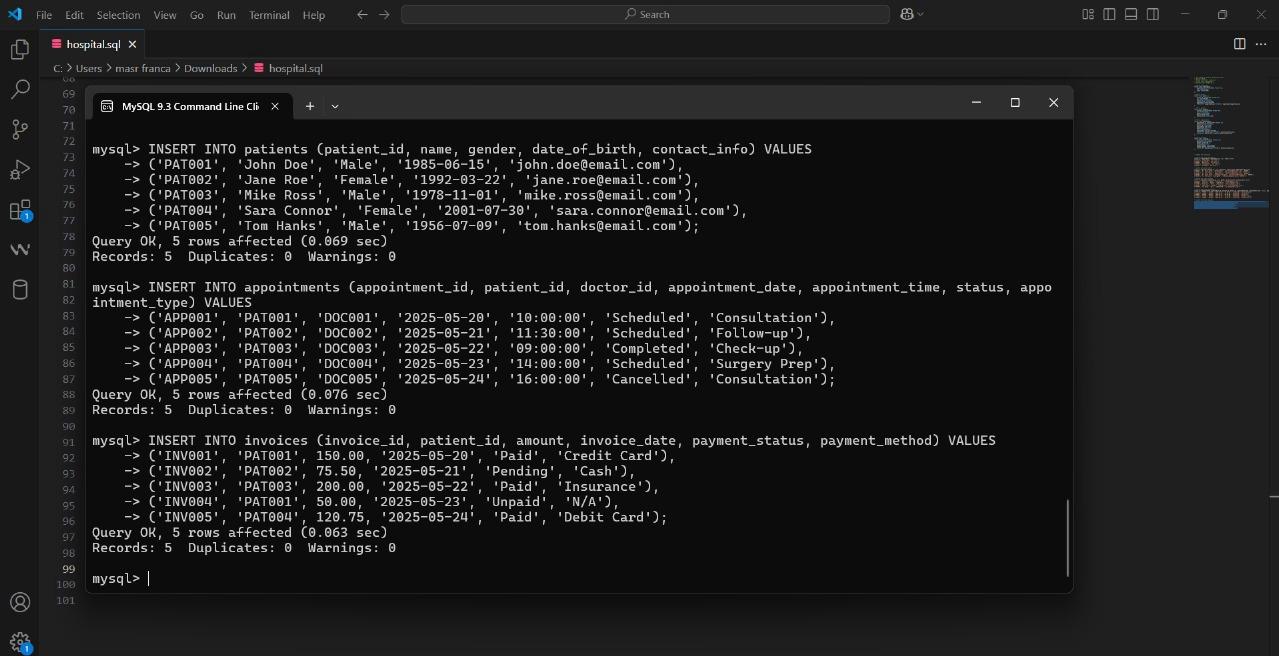 File Edit Selection View Go Run Terminal Help Search
hospital.sql
C: > Users > masr franca > Downloads > hospital.sql
68
69
70
71
72
73
74
75
76
77
78
79
80
81
82
83
84
85
86
87
88
89
90
91
92
93
94
95
96
97
98
99
100
101
MySQL 9.3 Command Line Cli
mysql> INSERT INTO patients (patient_id, name, gender, date_of_birth, contact_info) VALUES
-> ('PAT001', 'John Doe', 'Male', '1985-06-15', 'john.doe@email.com'),
-> ('PAT002', 'Jane Roe', 'Female', '1992-03-22', 'jane.roe@email.com'),
-> ('PAT003', 'Mike Ross', 'Male', '1978-11-01', 'mike.ross@email.com'),
-> ('PAT004', 'Sara Connor', 'Female', '2001-07-30', 'sara.connor@email.com'),
-> ('PAT005', 'Tom Hanks', 'Male', '1956-07-09', 'tom.hanks@email.com');
Query OK, 5 rows affected (0.069 sec)
Records: 5  Duplicates: 0  Warnings: 0
mysql> INSERT INTO appointments (appointment_id, patient_id, doctor_id, appointment_date, appointment_time, status, appo
intment_type) VALUES
-> ('APP001', 'PAT001', 'DOC001', '2025-05-20', '10:00:00', 'Scheduled', 'Consultation'),
-> ('APP002', 'PAT002', 'DOC002', '2025-05-21', '11:30:00', 'Scheduled', 'Follow-up'),
-> ('APP003', 'PAT003', 'DOC003', '2025-05-22', '09:00:00', 'Completed', 'Check-up'),
-> ('APP004', 'PAT004', 'DOC004', '2025-05-23', '14:00:00', 'Scheduled', 'Surgery Prep'),
-> ('APP005', 'PAT005', 'DOC005', '2025-05-24', '16:00:00', 'Cancelled', 'Consultation');
Query OK, 5 rows affected (0.076 sec)
Records: 5  Duplicates: 0  Warnings: 0
mysql> INSERT INTO invoices (invoice_id, patient_id, amount, invoice_date, payment_status, payment_method) VALUES
-> ('INV001', 'PAT001', 150.00, '2025-05-20', 'Paid', 'Credit Card'),
-> ('INV002', 'PAT002', 75.50, '2025-05-21', 'Pending', 'Cash'),
-> ('INV003', 'PAT003', 200.00, '2025-05-22', 'Paid', 'Insurance'),
-> ('INV004', 'PAT001', 50.00, '2025-05-23', 'Unpaid', 'N/A'),
-> ('INV005', 'PAT004', 120.75, '2025-05-24', 'Paid', 'Debit Card');
Query OK, 5 rows affected (0.063 sec)
Records: 5  Duplicates: 0  Warnings: 0
mysql>
1
1